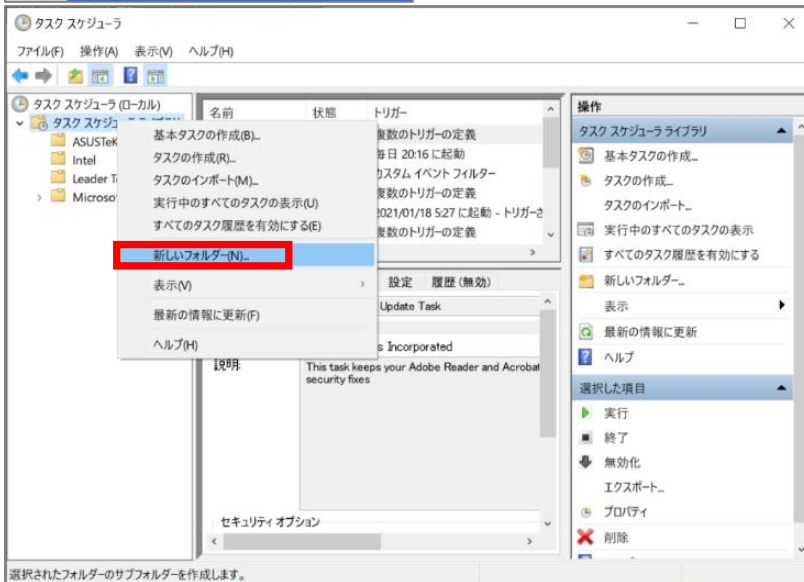 タスク スケジューラ
ファイル(F) 操作(A) 表示(V) ヘルプ(H)
タスク スケジューラ (ローカル)
タスク スケジュ
ASUSTeK
Intel
Leader T
Microso
基本タスクの作成(B)...
タスクの作成(R)...
タスクのインポート(M)...
実行中のすべてのタスクの表示(U)
すべてのタスク履歴を有効にする(E)
新しいフォルダー(N)...
表示(V)
最新の情報に更新(F)
ヘルプ(H)
名前 状態 トリガー
複数のトリガーの定義
毎日 20:16 に起動
カスタム イベント フィルター
複数のトリガーの定義
2021/01/18 5:27 に起動 - トリガーさ
複数のトリガーの定義
設定 履歴 (無効)
Update Task
s Incorporated
説明:
This task keeps your Adobe Reader and Acrobat
security fixes
セキュリティ オプション
操作
タスク スケジューラ ライブラリ
基本タスクの作成...
タスクの作成...
タスクのインポート...
実行中のすべてのタスクの表示
すべてのタスク履歴を有効にする
新しいフォルダー...
表示
最新の情報に更新
ヘルプ
選択した項目
実行
終了
無効化
エクスポート...
プロパティ
削除
選択されたフォルダーのサブフォルダーを作成します。